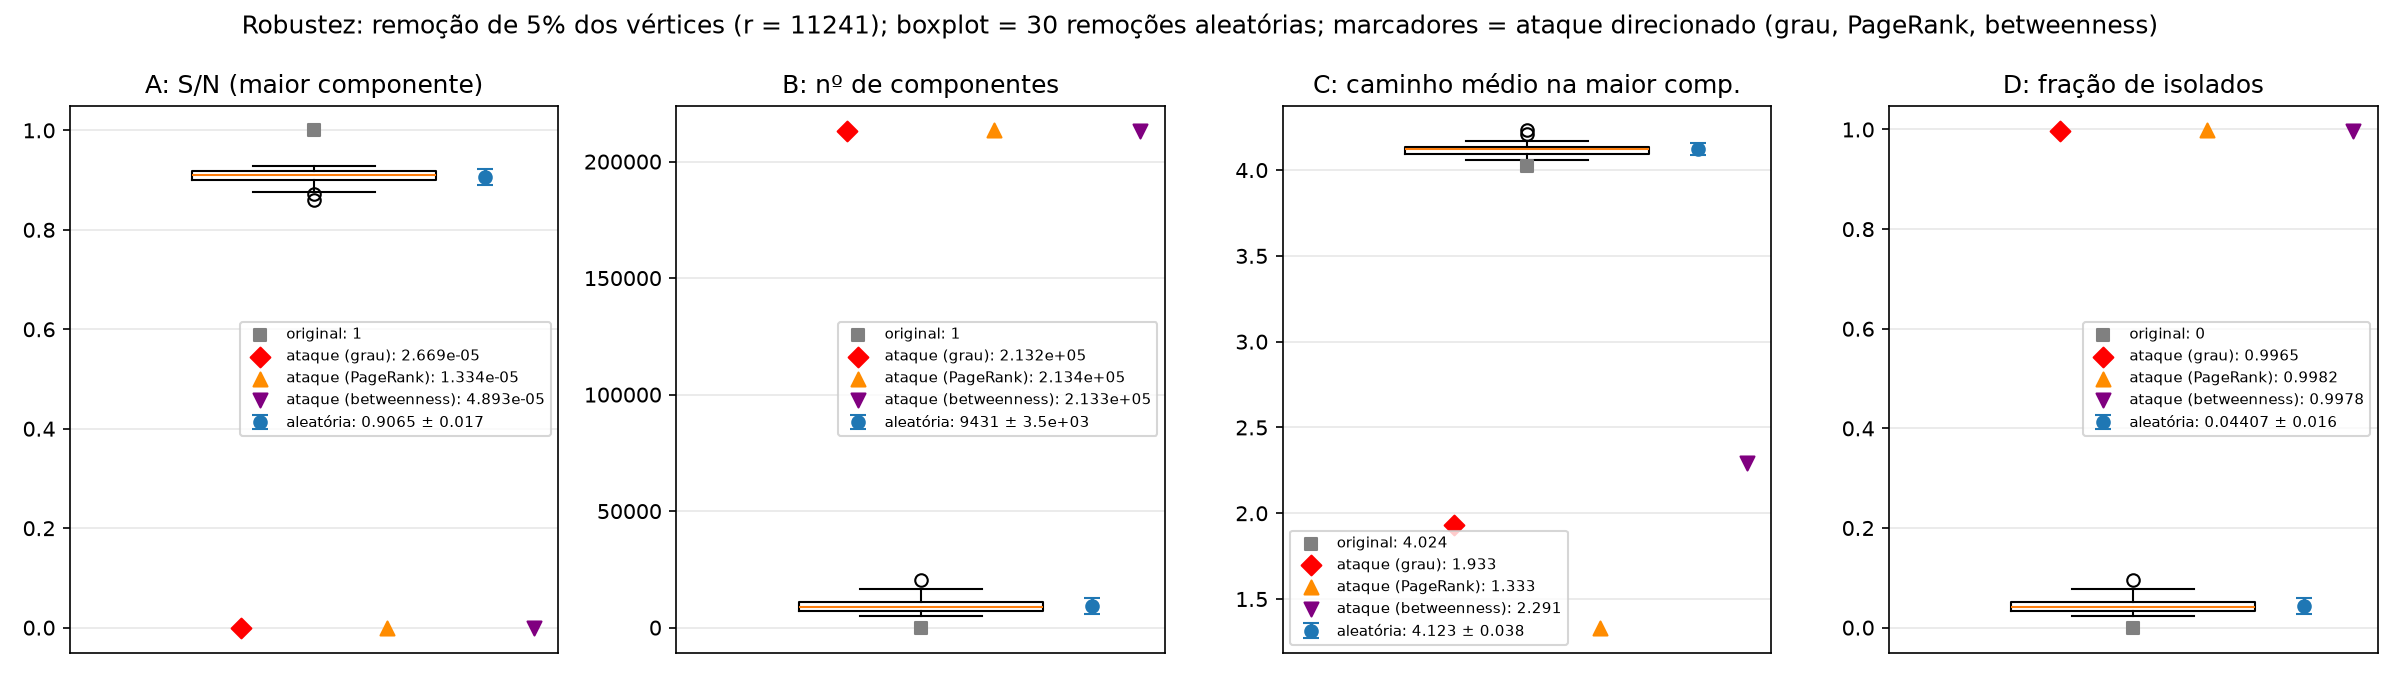 Robustez: remoção de 5% dos vértices (r = 11241); boxplot = 30 remoções aleatórias; marcadores = ataque direcionado (grau, PageRank, betweenness)
A: S/N (maior componente)
1.0
0.8
0.6
0.4
0.2
0.0
original: 1
ataque (grau): 2.669e-05
ataque (PageRank): 1.334e-05
ataque (betweenness): 4.893e-05
aleatória: 0.9065 ± 0.017
B: nº de componentes
200000
150000
100000
50000
0
original: 1
ataque (grau): 2.132e+05
ataque (PageRank): 2.134e+05
ataque (betweenness): 2.133e+05
aleatória: 9431 ± 3.5e+03
C: caminho médio na maior comp.
4.0
3.5
3.0
2.5
2.0
1.5
original: 4.024
ataque (grau): 1.933
ataque (PageRank): 1.333
ataque (betweenness): 2.291
aleatória: 4.123 ± 0.038
D: fração de isolados
1.0
0.8
0.6
0.4
0.2
0.0
original: 0
ataque (grau): 0.9965
ataque (PageRank): 0.9982
ataque (betweenness): 0.9978
aleatória: 0.04407 ± 0.016